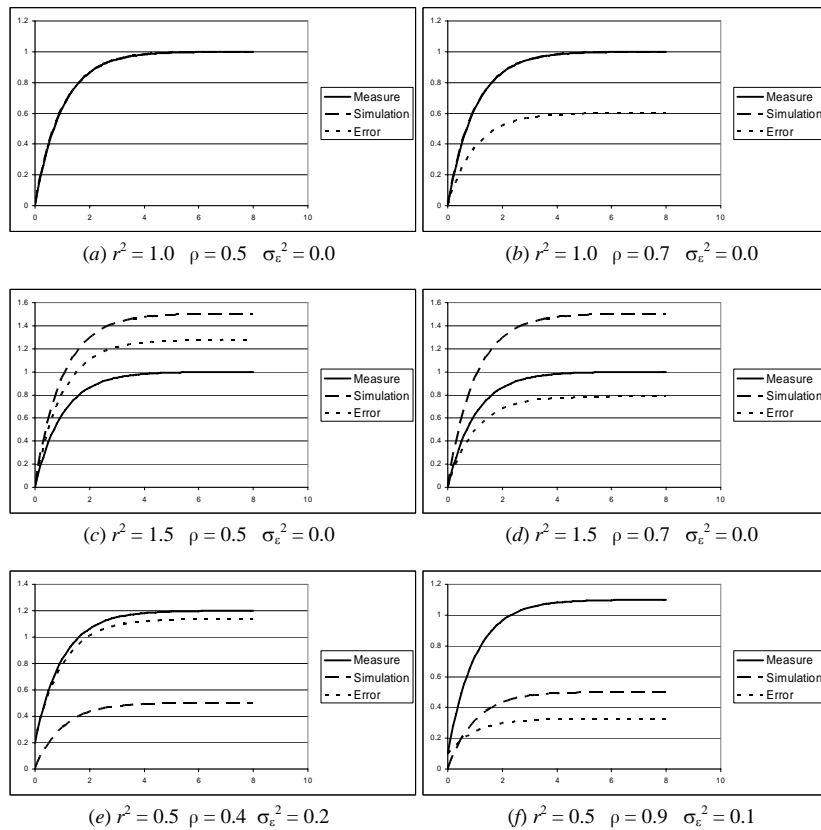 1.2
1
0.8
0.6
0.4
0.2
0
0 2 4 6 8 10
Measure
Simulation
Error
(a) r² = 1.0 ρ = 0.5 σε² = 0.0
1.2
1
0.8
0.6
0.4
0.2
0
0 2 4 6 8 10
Measure
Simulation
Error
(b) r² = 1.0 ρ = 0.7 σε² = 0.0
1.6
1.4
1.2
1
0.8
0.6
0.4
0.2
0
0 2 4 6 8 10
Measure
Simulation
Error
(c) r² = 1.5 ρ = 0.5 σε² = 0.0
1.6
1.4
1.2
1
0.8
0.6
0.4
0.2
0
0 2 4 6 8 10
Measure
Simulation
Error
(d) r² = 1.5 ρ = 0.7 σε² = 0.0
1.4
1.2
1
0.8
0.6
0.4
0.2
0
0 2 4 6 8 10
Measure
Simulation
Error
(e) r² = 0.5 ρ = 0.4 σε² = 0.2
1.2
1
0.8
0.6
0.4
0.2
0
0 2 4 6 8 10
Measure
Simulation
Error
(f) r² = 0.5 ρ = 0.9 σε² = 0.1